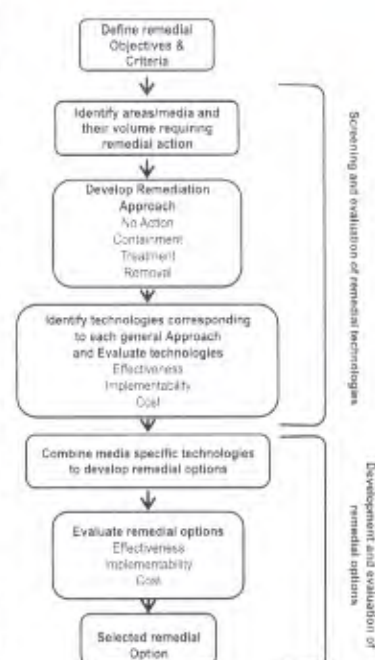 Define remedial
Objectives &
Criteria
Identify areas/media and
their volume requiring
remedial action
Develop Remediation
Approach
No Action
Containment
Treatment
Removal
Identify technologies corresponding
to each general Approach
and Evaluate technologies
Effectiveness
Implementability
Cost
Screening and evaluation of remedial technologies
Combine media specific technologies
to develop remedial options
Evaluate remedial options
Effectiveness
Implementability
Cost
Selected remedial
Option
Development and evaluation of
remedial options